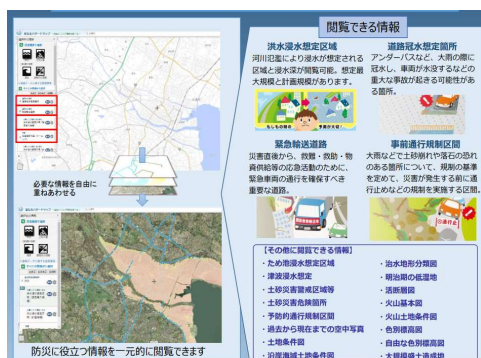 閲覧できる情報
洪水浸水想定区域
河川氾濫により浸水が想定される
区域と浸水深が閲覧可能。想定最
大規模と計画規模があります。
道路冠水想定箇所
アンダーパスなど、大雨の際に
冠水し、車両が水没するなどの
重大な事故が起きる可能性があ
る箇所。
緊急輸送道路
災害直後から、救難・救助・物
資供給等の応急活動のために、
緊急車両の通行を確保すべき
重要な道路。
事前通行規制区間
大雨などで土砂崩れや落石の恐れ
のある箇所について、規制の基準
を定めて、災害が発生する前に通
行止めなどの規制を実施する区間。
必要な情報を自由に
重ねあわせる
防災に役立つ情報を一元的に閲覧できます
【その他に閲覧できる情報】
・ため池浸水想定区域
・津波浸水想定
・土砂災害警戒区域等
・土砂災害危険箇所
・予防的通行規制区間
・過去から現在までの空中写真
・土地条件図
・沿岸海域土地条件図
・治水地形分類図
・明治期の低湿地
・活断層図
・火山基本図
・火山土地条件図
・色別標高図
・自由な色別標高図
・大規模盛土造成地